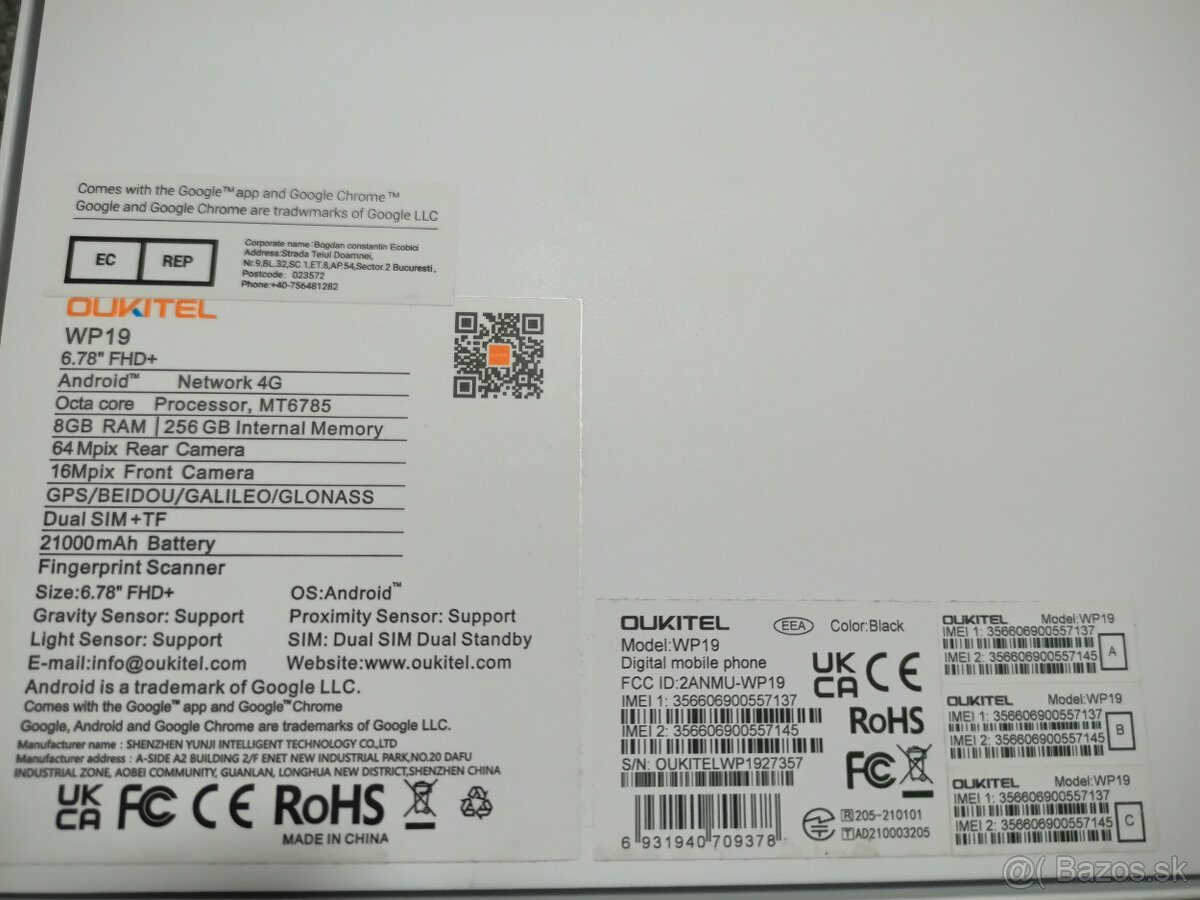 Comes with the Google™ app and Google Chrome™
Google and Google Chrome are tradwmarks of Google LLC
EC REP
Corporate name : Bogdan constantin Ecobici
Address:Strada Teiul Doamnei,
Nr.9,BL.32,SC.1,ET.8,AP.54,Sector.2 Bucuresti,
Postcode: 023572
Phone:+40-756481282
OUKITEL
WP19
6.78" FHD+
Android™ Network 4G
Octa core Processor, MT6785
8GB RAM | 256 GB Internal Memory
64 Mpix Rear Camera
16Mpix Front Camera
GPS/BEIDOU/GALILEO/GLONASS
Dual SIM+TF
21000mAh Battery
Fingerprint Scanner
Size:6.78" FHD+ OS:Android™
Gravity Sensor: Support Proximity Sensor: Support
Light Sensor: Support SIM: Dual SIM Dual Standby
E-mail:info@oukitel.com Website:www.oukitel.com
Android is a trademark of Google LLC.
Comes with the Google™ app and Google™Chrome
Google, Android and Google Chrome are trademarks of Google LLC.
Manufacturer name : SHENZHEN YUNJI INTELLIGENT TECHNOLOGY CO.,LTD
Manufacturer address : A-SIDE A2 BUILDING 2/F ENET NEW INDUSTRIAL PARK,NO.20 DAFU
INDUSTRIAL ZONE, AOBEI COMMUNITY, GUANLAN, LONGHUA NEW DISTRICT,SHENZHEN CHINA
UK CA FC CE RoHS
MADE IN CHINA
OUKITEL EEA Color:Black
Model:WP19
Digital mobile phone
FCC ID:2ANMU-WP19
IMEI 1: 356606900557137
IMEI 2: 356606900557145
S/N: OUKITELWP1927357
6 931940 709378
UK CA CE
RoHS
FC
R 205-210101
T AD210003205
OUKITEL Model:WP19
IMEI 1: 356606900557137
IMEI 2: 356606900557145
A
OUKITEL Model:WP19
IMEI 1: 356606900557137
IMEI 2: 356606900557145
B
OUKITEL Model:WP19
IMEI 1: 356606900557137
IMEI 2: 356606900557145
C
Bazos.sk